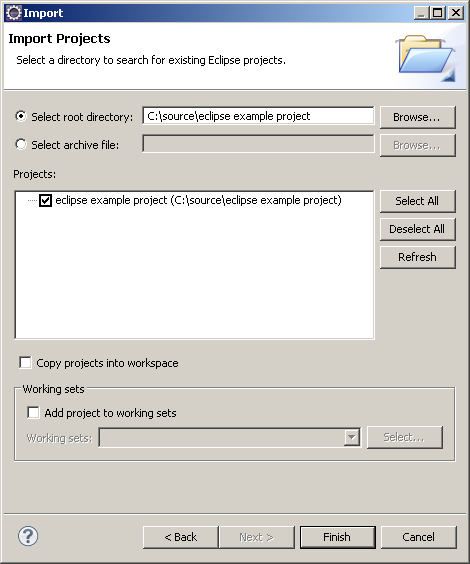 Import
Import Projects
Select a directory to search for existing Eclipse projects.
Select root directory: C:\source\eclipse example project Browse...
Select archive file: Browse...
Projects:
eclipse example project (C:\source\eclipse example project)
Select All
Deselect All
Refresh
Copy projects into workspace
Working sets
Add project to working sets
Working sets: Select...
? < Back Next > Finish Cancel